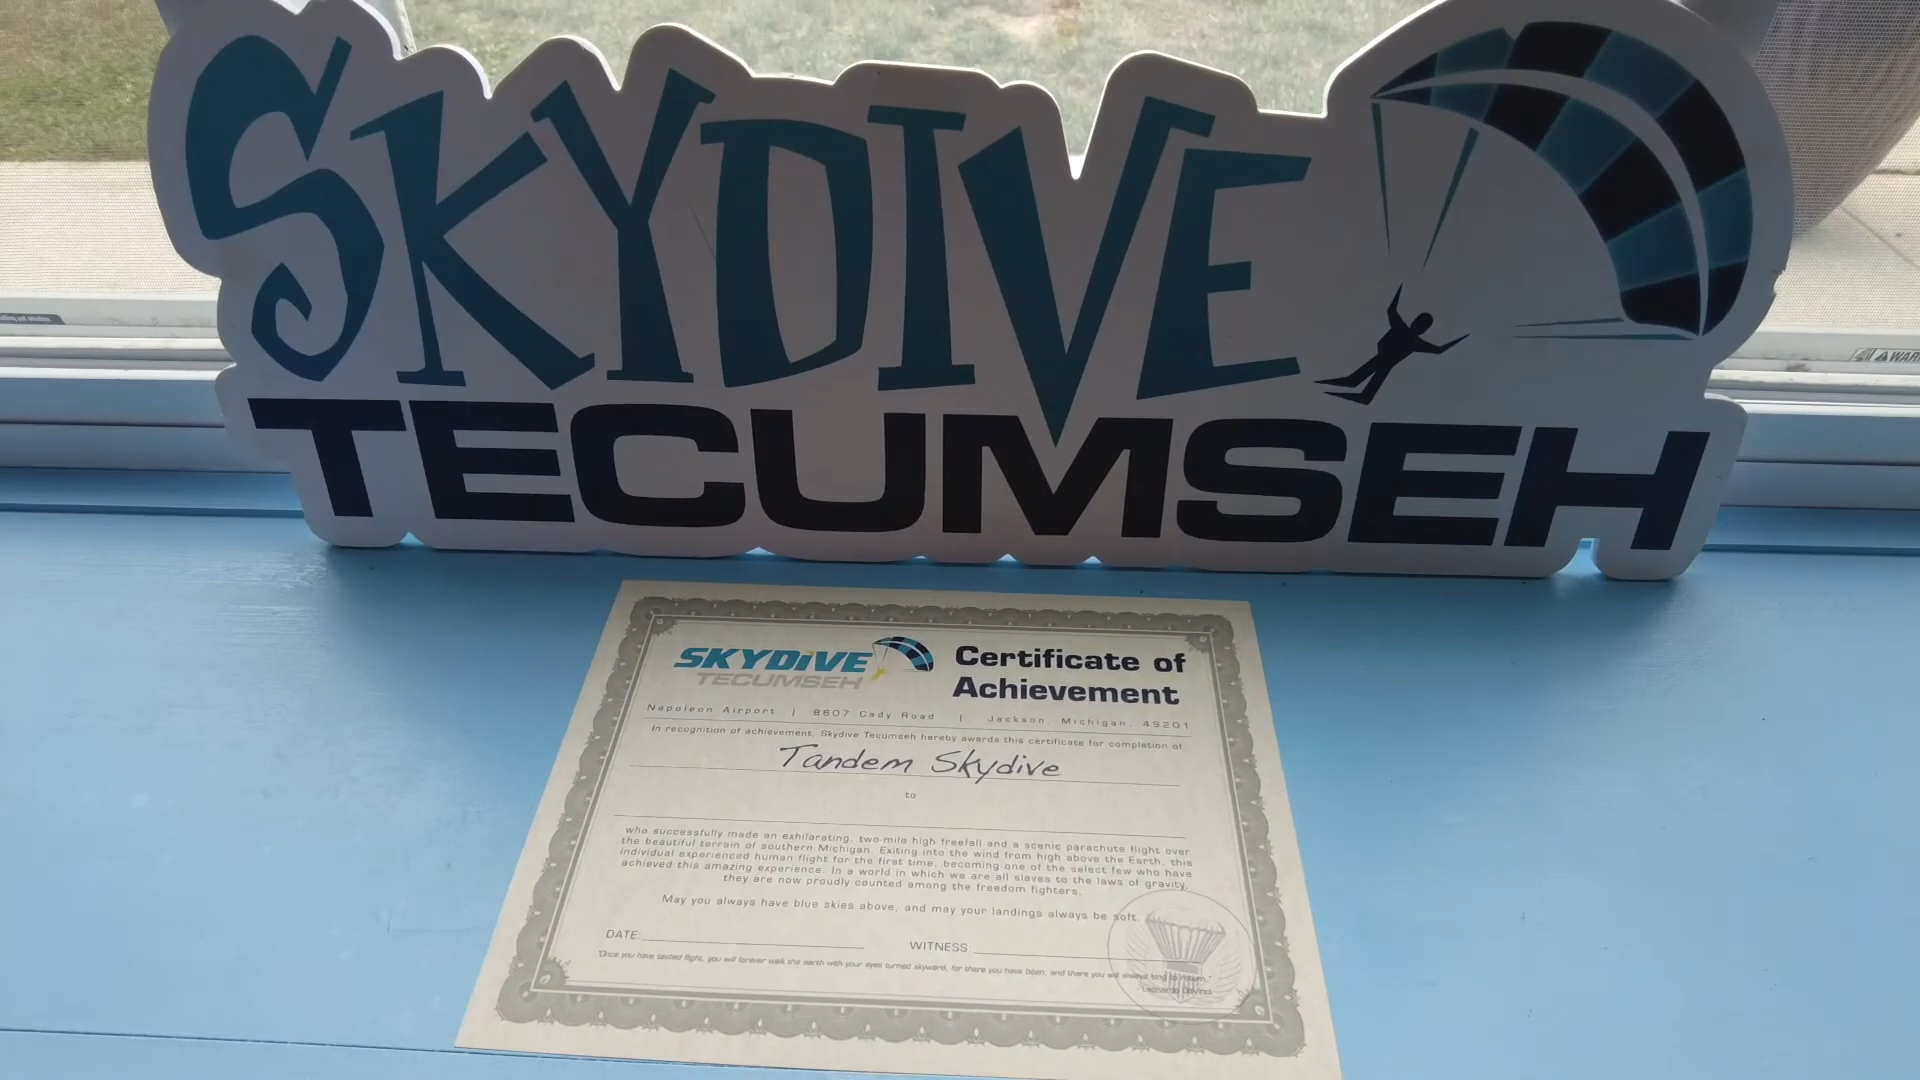 SKYDIVE
TECUMSEH
SKYDIVE
TECUMSEH
Certificate of
Achievement
Napoleon Airport | 8607 Cady Road | Jackson, Michigan, 49201
In recognition of achievement, Skydive Tecumseh hereby awards this certificate for completion of
Tandem Skydive
to
who successfully made an exhilarating, two-mile high freefall and a scenic parachute flight over
the beautiful terrain of southern Michigan. Exiting into the wind from high above the Earth, this
individual experienced human flight for the first time, becoming one of the select few who have
achieved this amazing experience. In a world in which we are all slaves to the laws of gravity,
they are now proudly counted among the freedom fighters.
May you always have blue skies above, and may your landings always be soft.
DATE:
WITNESS:
"Once you have tasted flight, you will forever walk this earth with your eyes turned skyward, for there you have been, and there you will always long to return."
- Leonardo DaVinci